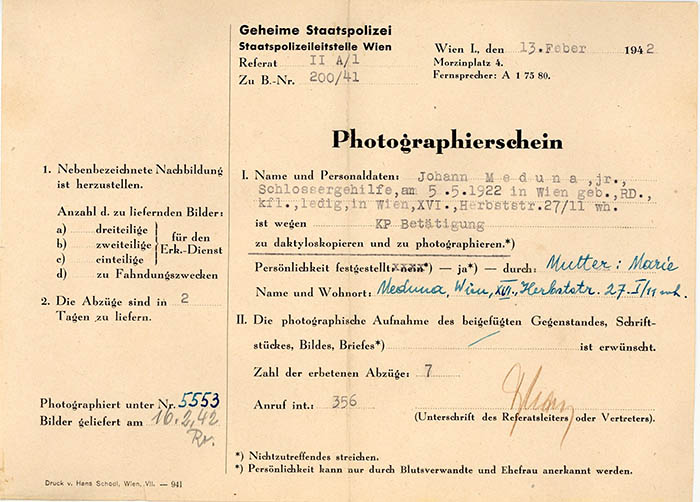 Geheime Staatspolizei
Staatspolizeileitstelle Wien
Referat II A/1
Zu B.-Nr. 200/41
Wien I., den 13.Feber 1942
Morzinplatz 4.
Fernsprecher: A 1 75 80.
Photographierschein
1. Nebenbezeichnete Nachbildung
ist herzustellen.
Anzahl d. zu liefernden Bilder:
a) dreiteilige
b) zweiteilige
c) einteilige
für den
Erk.-Dienst
d) zu Fahndungszwecken
2. Die Abzüge sind in 2
Tagen zu liefern.
Photographiert unter Nr. 5553
Bilder geliefert am 16.2.42
I. Name und Personaldaten: Johann Meduna,jr.,
Schlossergehilfe,am 5.5.1922 in Wien geb.,RD.,
kfl.,ledig,in Wien,XVI.,Herbststr.27/11 wh.
ist wegen KP Betätigung
zu daktyloskopieren und zu photographieren.*)
Persönlichkeit festgestellt: nein*) — ja*) — durch: Mutter: Marie
Name und Wohnort: Meduna, Wien, XVI., Herbststr. 27. I/11 wh.
II. Die photographische Aufnahme des beigefügten Gegenstandes, Schrift-
stückes, Bildes, Briefes*) ist erwünscht.
Zahl der erbetenen Abzüge: 7
Anruf int.: 356
(Unterschrift des Referatsleiters oder Vertreters).
*) Nichtzutreffendes streichen.
*) Persönlichkeit kann nur durch Blutsverwandte und Ehefrau anerkannt werden.
Druck v. Hans School, Wien, VII. — 941